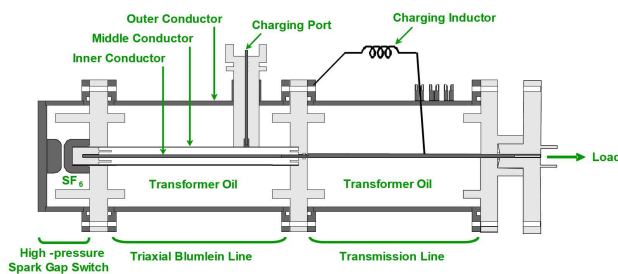 Outer Conductor
Charging Port
Charging Inductor
Middle Conductor
Inner Conductor
SF6
Transformer Oil
Transformer Oil
Load
High -pressure
Spark Gap Switch
Triaxial Blumlein Line
Transmission Line